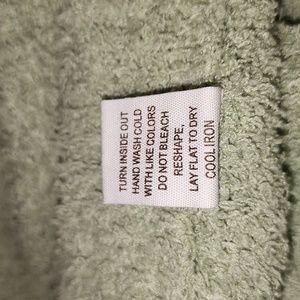 TURN INSIDE OUT
HAND WASH COLD
WITH LIKE COLORS
DO NOT BLEACH
RESHAPE,
LAY FLAT TO DRY
COOL IRON